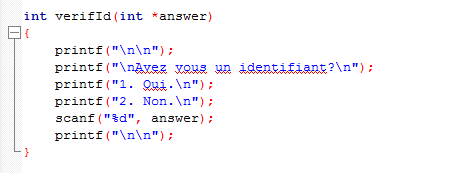 int verifId(int *answer)
{
    printf("\n\n");
    printf("\nAvez vous un identifiant?\n");
    printf("1. Oui.\n");
    printf("2. Non.\n");
    scanf("%d", answer);
    printf("\n\n");
}